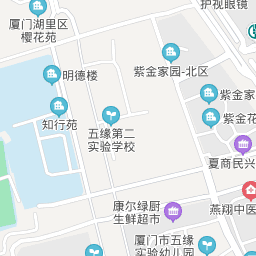 护视眼镜
厦门湖里区
樱花苑
紫金家园-北区
明德楼
紫金家
知行苑
紫金花
五缘第二
实验学校
夏商民兴
康尔绿厨
生鲜超市
燕翔中医
厦门市五缘
实验幼儿园